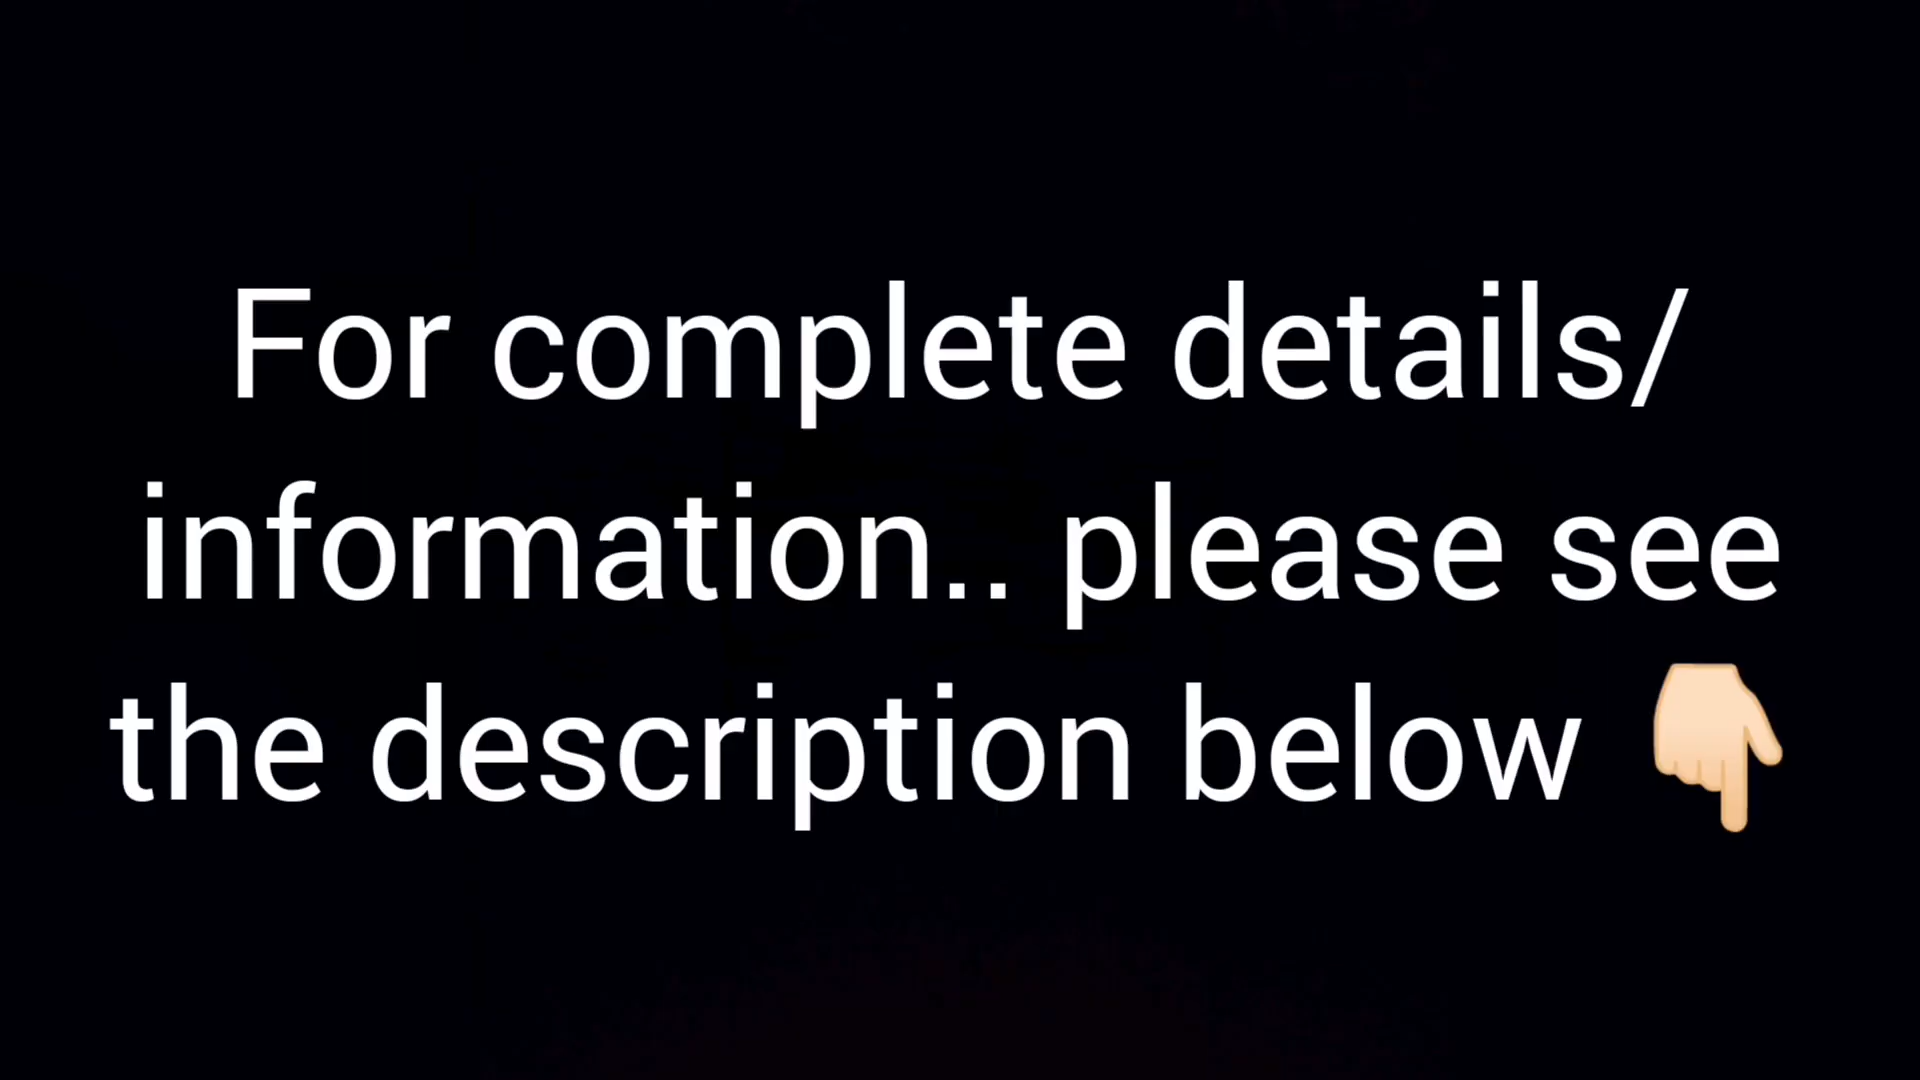 For complete details/
information.. please see
the description below 👇🏻